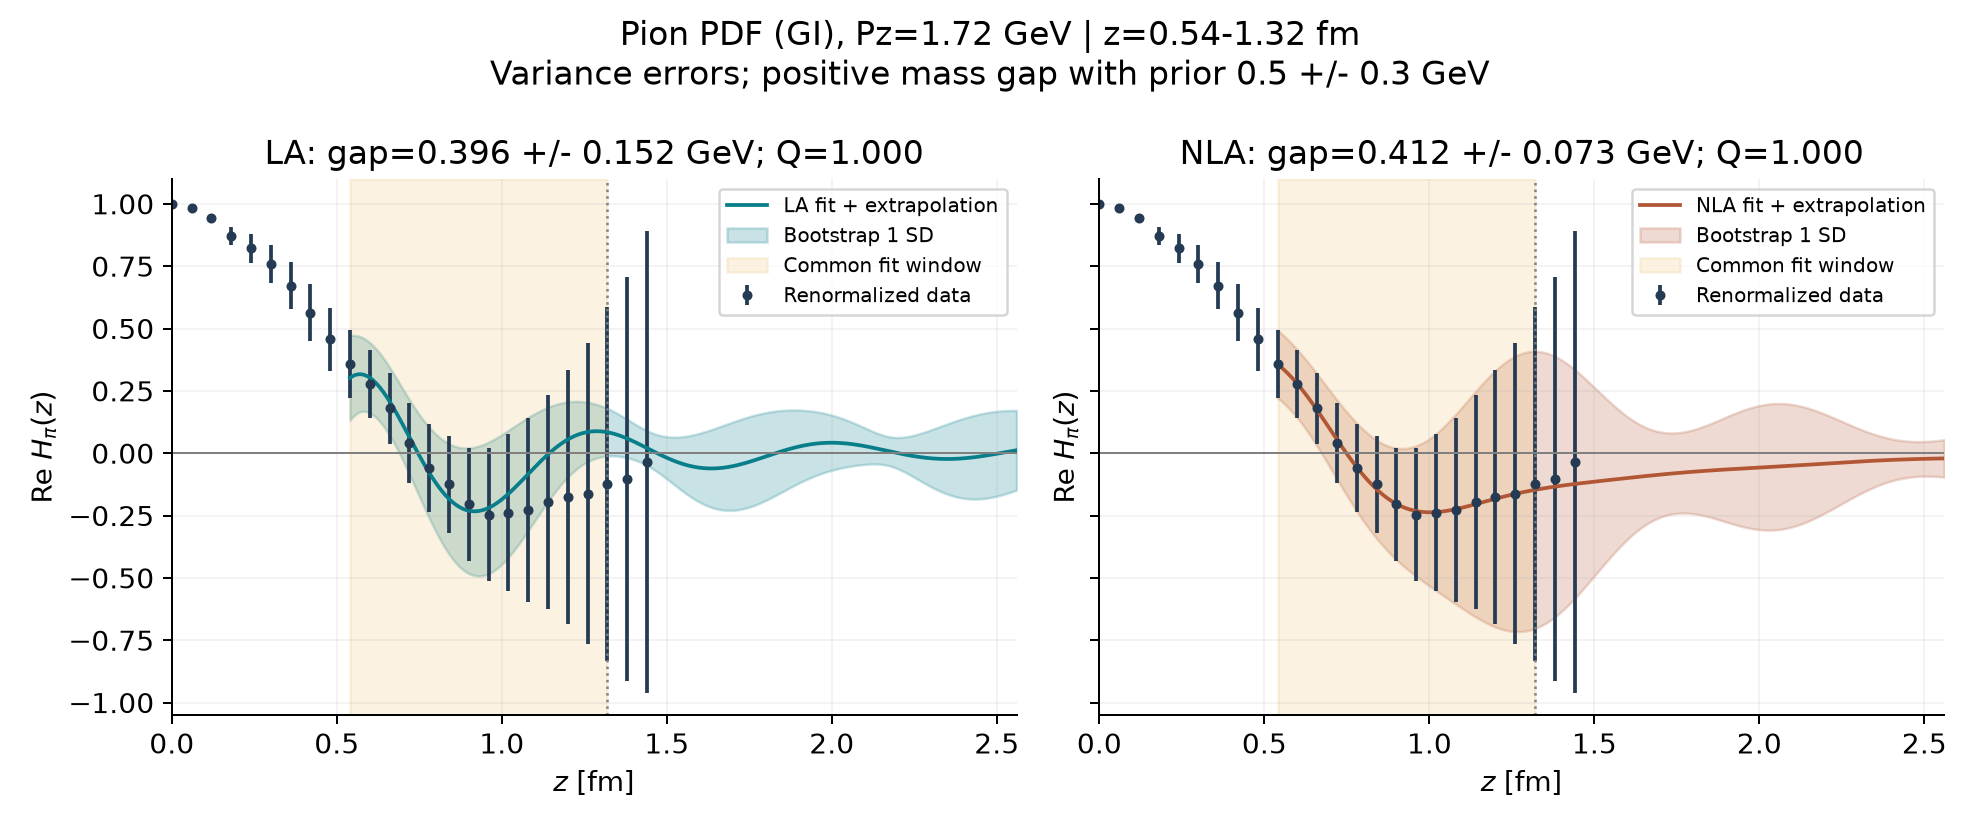 Pion PDF (GI), Pz=1.72 GeV | z=0.54-1.32 fm
Variance errors; positive mass gap with prior 0.5 +/- 0.3 GeV
LA: gap=0.396 +/- 0.152 GeV; Q=1.000
LA fit + extrapolation
Bootstrap 1 SD
Common fit window
Renormalized data
Re Hπ(z)
1.00
0.75
0.50
0.25
0.00
−0.25
−0.50
−0.75
−1.00
0.0 0.5 1.0 1.5 2.0 2.5
z [fm]
NLA: gap=0.412 +/- 0.073 GeV; Q=1.000
NLA fit + extrapolation
Bootstrap 1 SD
Common fit window
Renormalized data
Re Hπ(z)
0.0 0.5 1.0 1.5 2.0 2.5
z [fm]